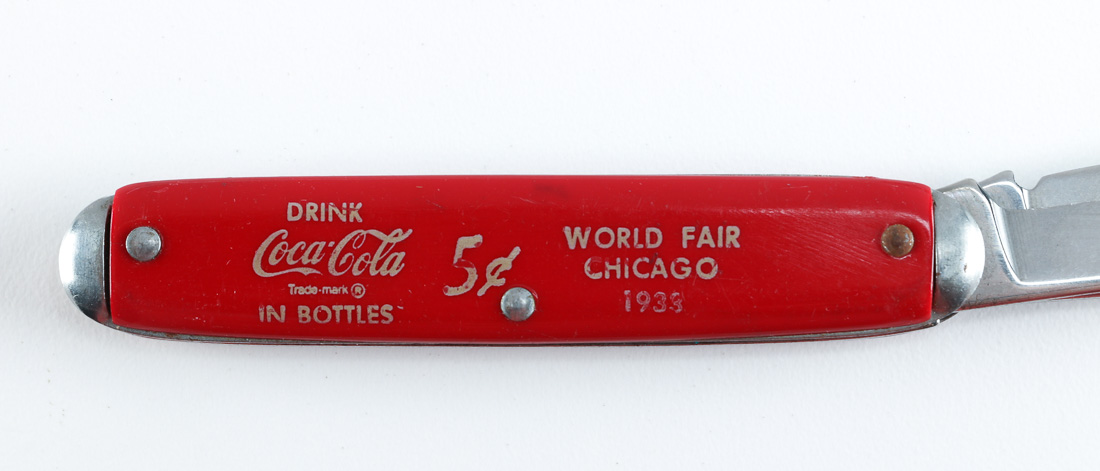 DRINK
Coca-Cola
Trade-mark ®
IN BOTTLES
5¢
WORLD FAIR
CHICAGO
1933